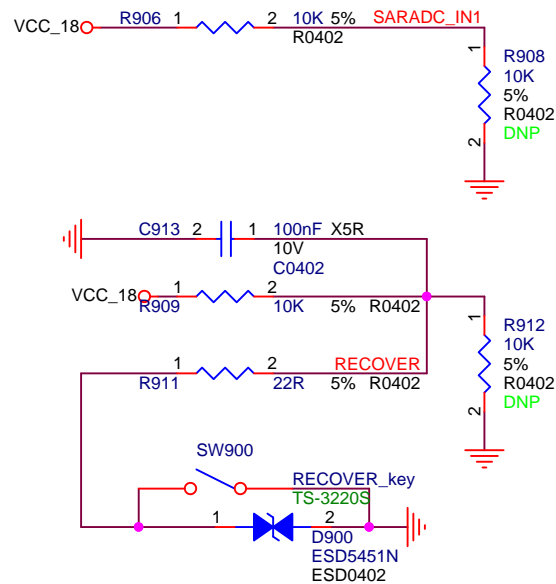 VCC_18 R906 1 2 10K 5% SARADC_IN1
R0402
1 R908
10K
5%
R0402
2 DNP
C913 2 1 100nF X5R
10V
C0402
VCC_18 1 2
R909 10K 5% R0402
1 R912
10K
5%
R0402
2 DNP
1 2 RECOVER
R911 22R 5% R0402
SW900
RECOVER_key
TS-3220S
1 2
D900
ESD5451N
ESD0402